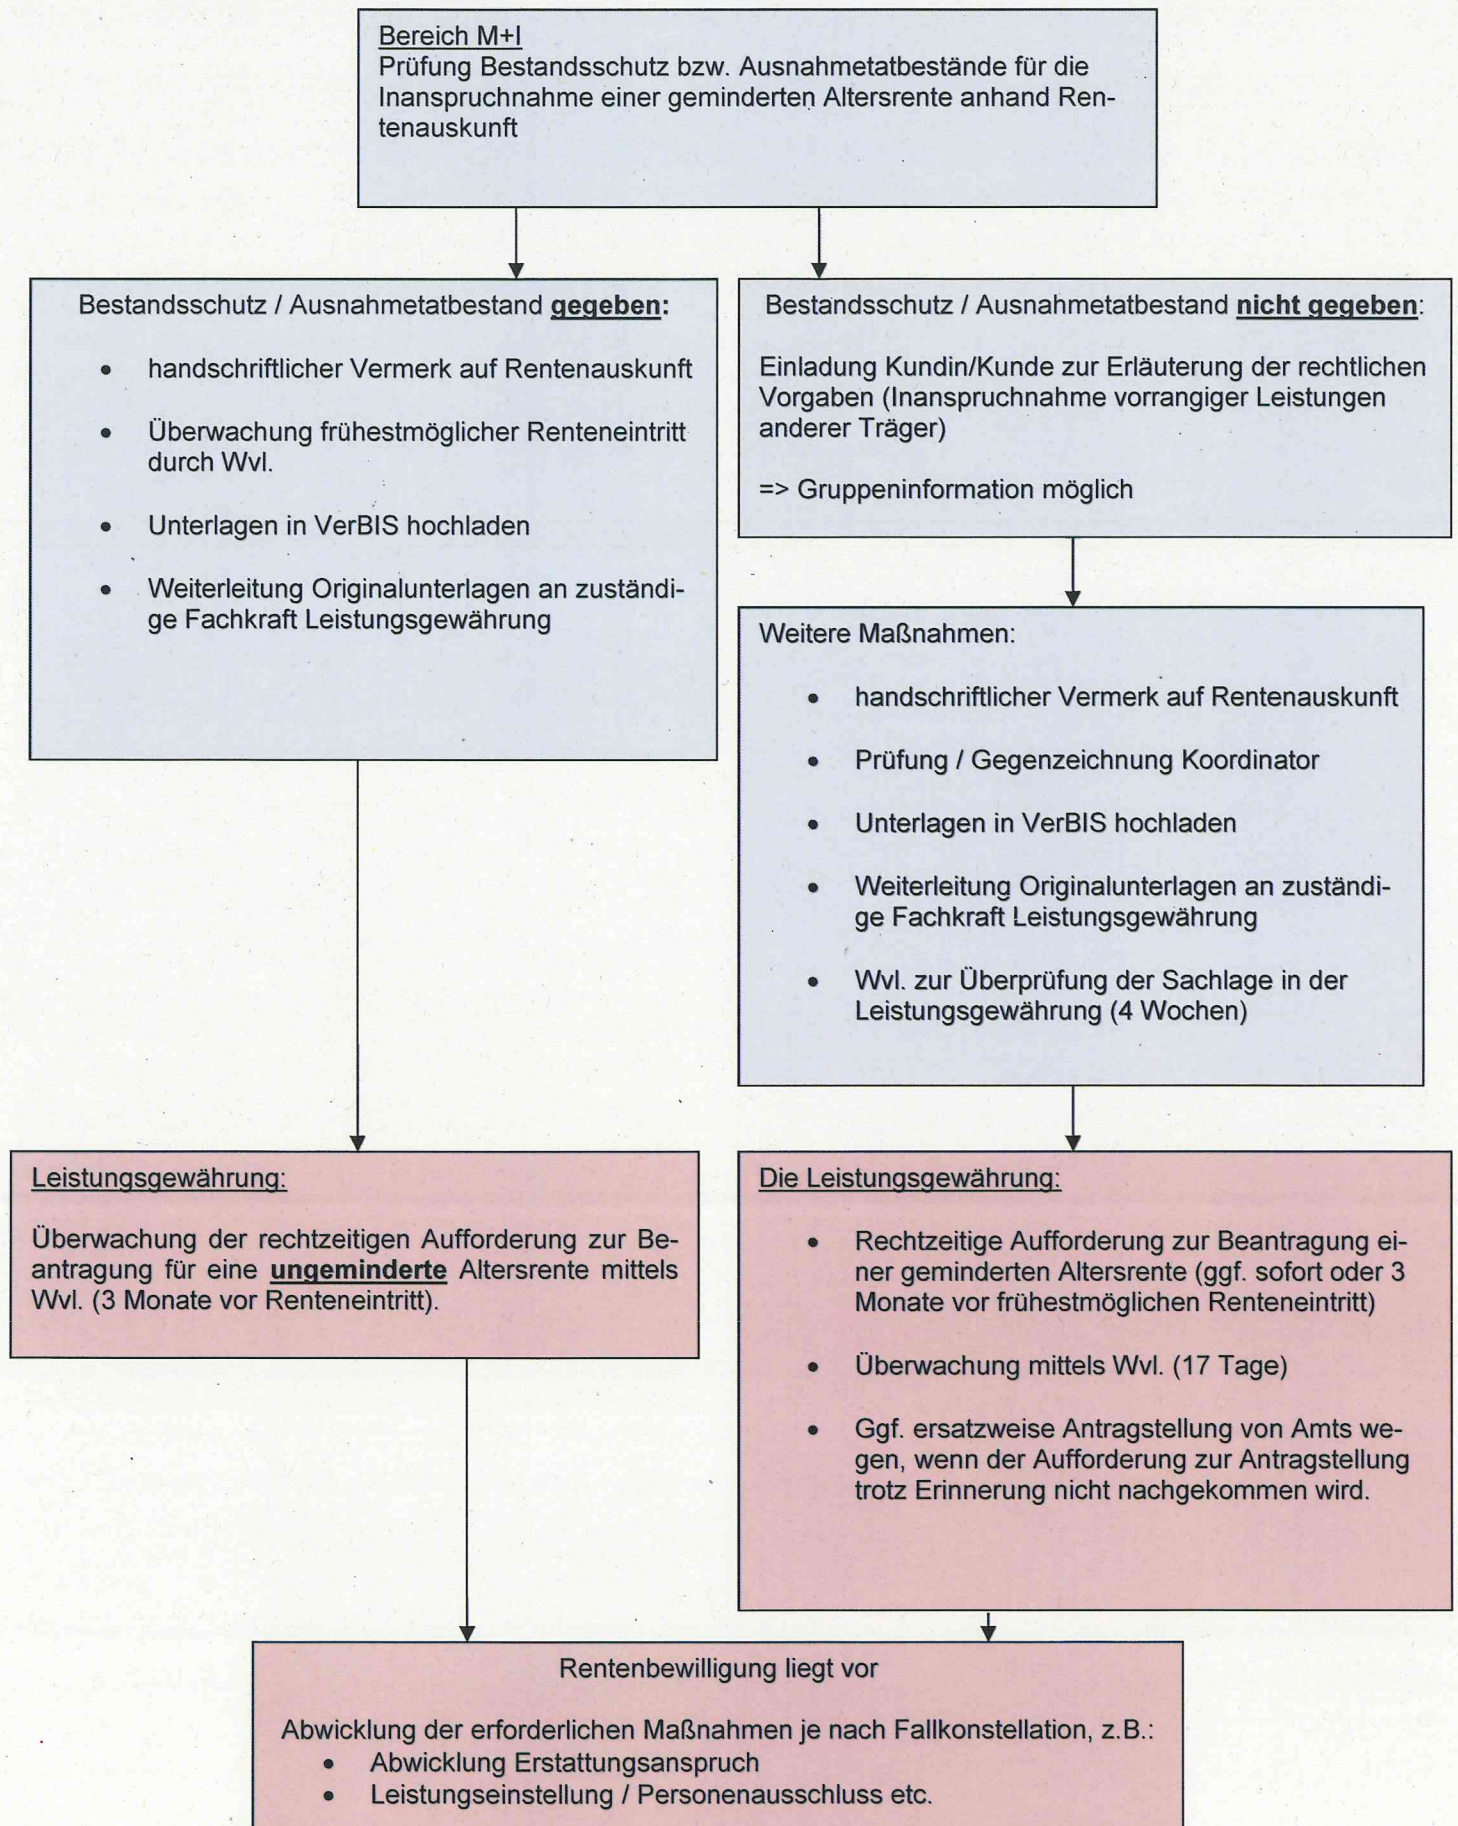 Bereich M+I
Prüfung Bestandsschutz bzw. Ausnahmetatbestände für die
Inanspruchnahme einer geminderten Altersrente anhand Ren-
tenauskunft
Bestandsschutz / Ausnahmetatbestand gegeben:
• handschriftlicher Vermerk auf Rentenauskunft
• Überwachung frühestmöglicher Renteneintritt
durch Wvl.
• Unterlagen in VerBIS hochladen
• Weiterleitung Originalunterlagen an zuständi-
ge Fachkraft Leistungsgewährung
Bestandsschutz / Ausnahmetatbestand nicht gegeben:
Einladung Kundin/Kunde zur Erläuterung der rechtlichen
Vorgaben (Inanspruchnahme vorrangiger Leistungen
anderer Träger)
=> Gruppeninformation möglich
Weitere Maßnahmen:
• handschriftlicher Vermerk auf Rentenauskunft
• Prüfung / Gegenzeichnung Koordinator
• Unterlagen in VerBIS hochladen
• Weiterleitung Originalunterlagen an zuständi-
ge Fachkraft Leistungsgewährung
• Wvl. zur Überprüfung der Sachlage in der
Leistungsgewährung (4 Wochen)
Leistungsgewährung:
Überwachung der rechtzeitigen Aufforderung zur Be-
antragung für eine ungeminderte Altersrente mittels
Wvl. (3 Monate vor Renteneintritt).
Die Leistungsgewährung:
• Rechtzeitige Aufforderung zur Beantragung ei-
ner geminderten Altersrente (ggf. sofort oder 3
Monate vor frühestmöglichen Renteneintritt)
• Überwachung mittels Wvl. (17 Tage)
• Ggf. ersatzweise Antragstellung von Amts we-
gen, wenn der Aufforderung zur Antragstellung
trotz Erinnerung nicht nachgekommen wird.
Rentenbewilligung liegt vor
Abwicklung der erforderlichen Maßnahmen je nach Fallkonstellation, z.B.:
• Abwicklung Erstattungsanspruch
• Leistungseinstellung / Personenausschluss etc.